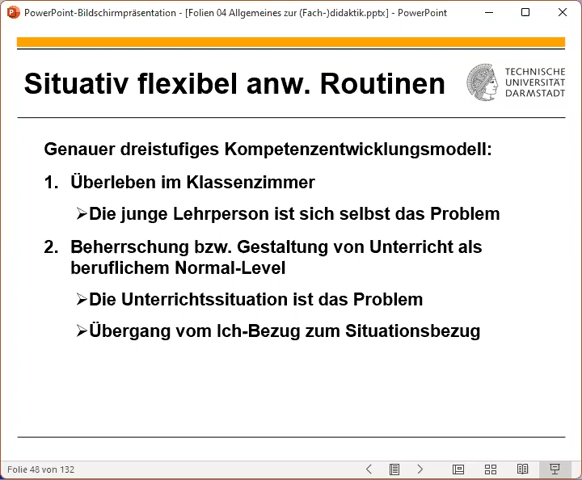 PowerPoint-Bildschirmpräsentation - [Folien 04 Allgemeines zur (Fach-)didaktik.pptx] - PowerPoint
Situativ flexibel anw. Routinen
TECHNISCHE
UNIVERSITÄT
DARMSTADT
Genauer dreistufiges Kompetenzentwicklungsmodell:
1. Überleben im Klassenzimmer
➢Die junge Lehrperson ist sich selbst das Problem
2. Beherrschung bzw. Gestaltung von Unterricht als
beruflichem Normal-Level
➢Die Unterrichtssituation ist das Problem
➢Übergang vom Ich-Bezug zum Situationsbezug
Folie 48 von 132